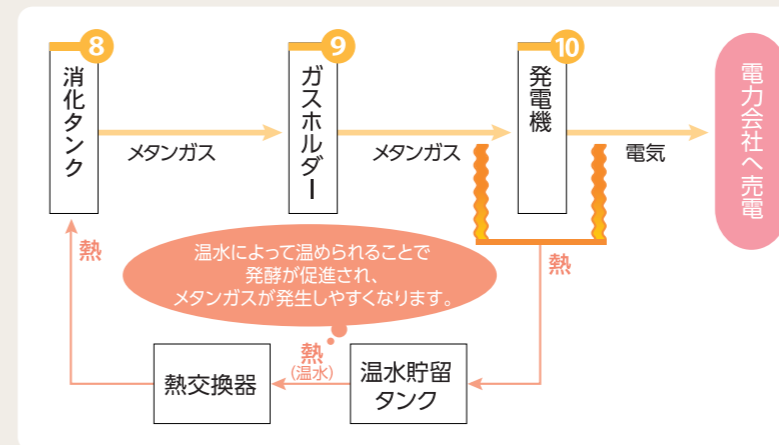 8
消化タンク
メタンガス
9
ガスホルダー
メタンガス
10
発電機
電気
電力会社へ売電
熱
温水によって温められることで
発酵が促進され、
メタンガスが発生しやすくなります。
熱
熱交換器
熱
(温水)
温水貯留
タンク